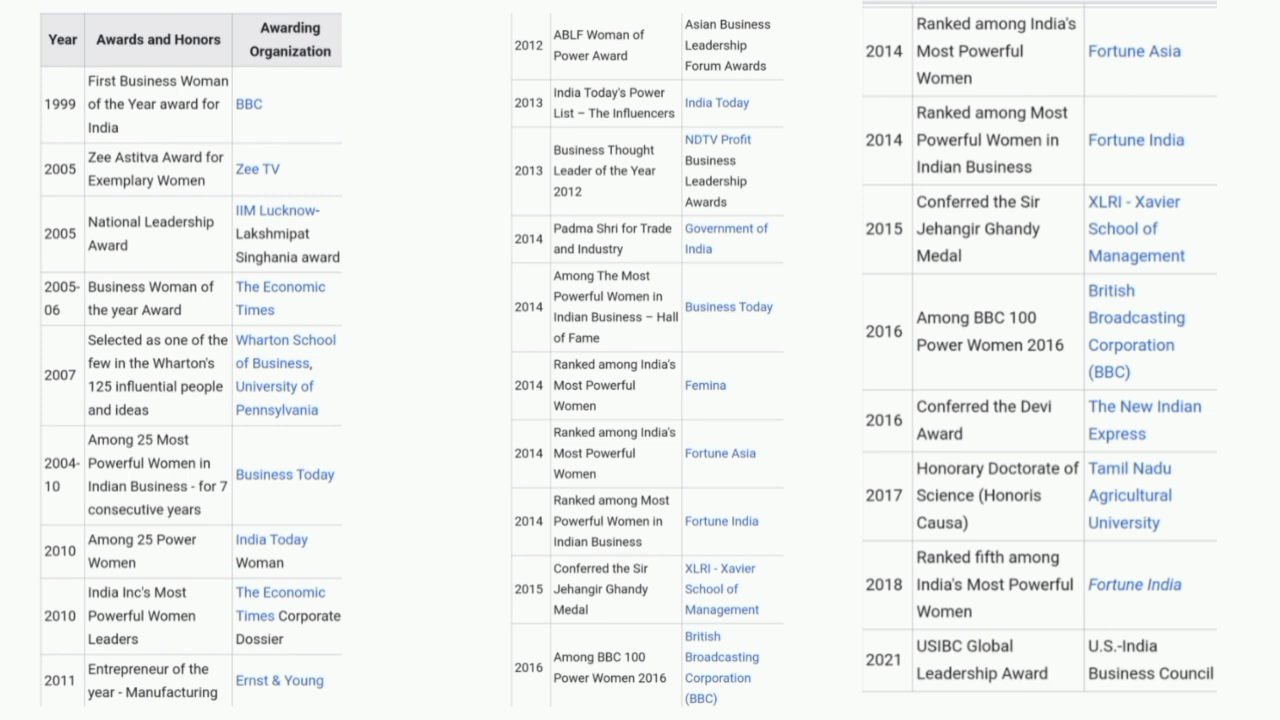 Year Awards and Honors Awarding Organization
1999 First Business Woman of the Year award for India BBC
2005 Zee Astitva Award for Exemplary Women Zee TV
2005 National Leadership Award IIM Lucknow- Lakshmipat Singhania award
2005-06 Business Woman of the year Award The Economic Times
2007 Selected as one of the few in the Wharton's 125 influential people and ideas Wharton School of Business, University of Pennsylvania
2004-10 Among 25 Most Powerful Women in Indian Business - for 7 consecutive years Business Today
2010 Among 25 Power Women India Today Woman
2010 India Inc's Most Powerful Women Leaders The Economic Times Corporate Dossier
2011 Entrepreneur of the year - Manufacturing Ernst & Young
2012 ABLF Woman of Power Award Asian Business Leadership Forum Awards
2013 India Today's Power List – The Influencers India Today
2013 Business Thought Leader of the Year 2012 NDTV Profit Business Leadership Awards
2014 Padma Shri for Trade and Industry Government of India
2014 Among The Most Powerful Women in Indian Business – Hall of Fame Business Today
2014 Ranked among India's Most Powerful Women Femina
2014 Ranked among India's Most Powerful Women Fortune Asia
2014 Ranked among Most Powerful Women in Indian Business Fortune India
2015 Conferred the Sir Jehangir Ghandy Medal XLRI - Xavier School of Management
2016 Among BBC 100 Power Women 2016 British Broadcasting Corporation (BBC)
2014 Ranked among India's Most Powerful Women Fortune Asia
2014 Ranked among Most Powerful Women in Indian Business Fortune India
2015 Conferred the Sir Jehangir Ghandy Medal XLRI - Xavier School of Management
2016 Among BBC 100 Power Women 2016 British Broadcasting Corporation (BBC)
2016 Conferred the Devi Award The New Indian Express
2017 Honorary Doctorate of Science (Honoris Causa) Tamil Nadu Agricultural University
2018 Ranked fifth among India's Most Powerful Women Fortune India
2021 USIBC Global Leadership Award U.S.-India Business Council